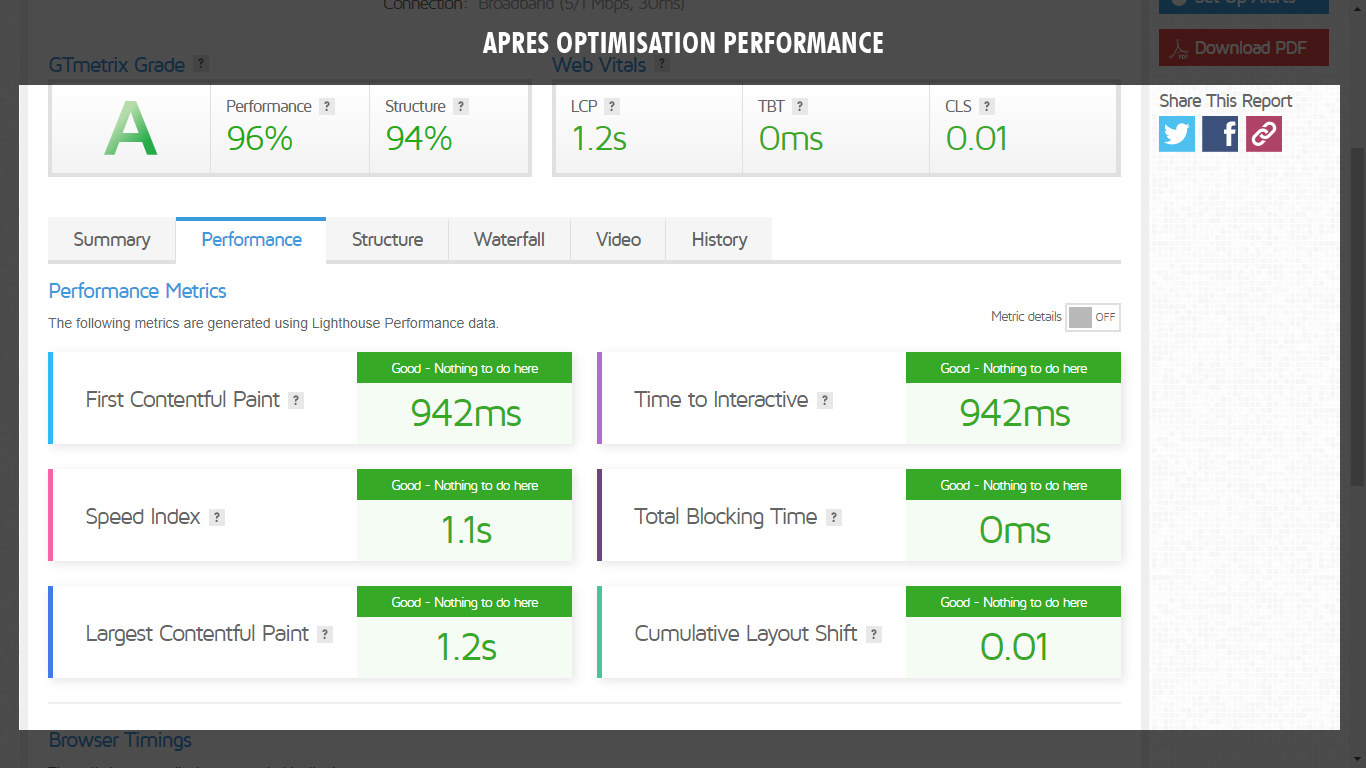 Connection: Broadband (5/1 Mbps, 30ms)
Set Up Alerts
APRES OPTIMISATION PERFORMANCE
Download PDF
GTmetrix Grade ?
Web Vitals ?
A
Performance ?
96%
Structure ?
94%
LCP ?
1.2s
TBT ?
0ms
CLS ?
0.01
Share This Report
Summary
Performance
Structure
Waterfall
Video
History
Performance Metrics
The following metrics are generated using Lighthouse Performance data.
Metric details OFF
First Contentful Paint ?
Good - Nothing to do here
942ms
Time to Interactive ?
Good - Nothing to do here
942ms
Speed Index ?
Good - Nothing to do here
1.1s
Total Blocking Time ?
Good - Nothing to do here
0ms
Largest Contentful Paint ?
Good - Nothing to do here
1.2s
Cumulative Layout Shift ?
Good - Nothing to do here
0.01
Browser Timings